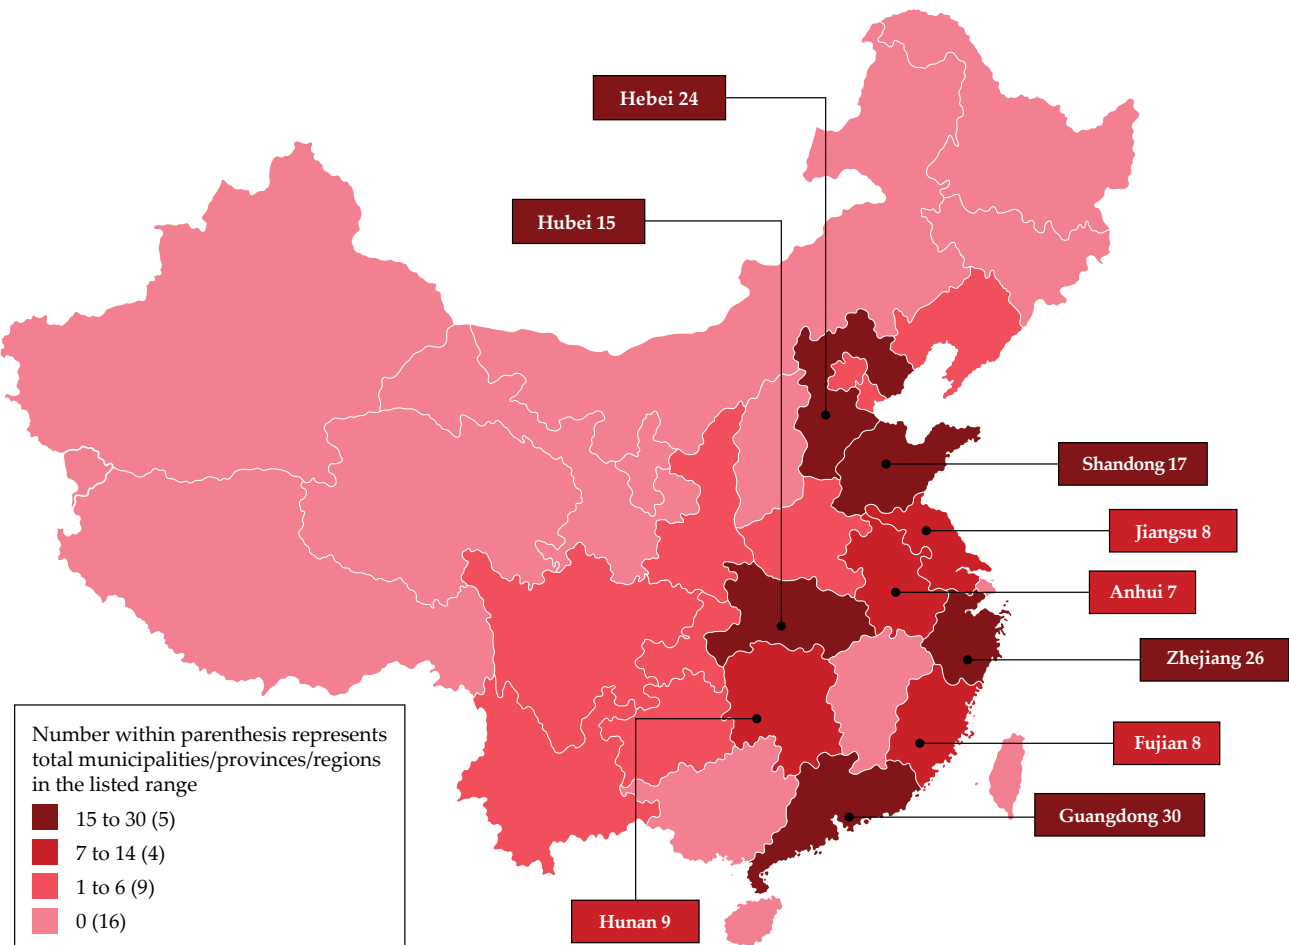 Hebei 24
Hubei 15
Shandong 17
Jiangsu 8
Anhui 7
Zhejiang 26
Fujian 8
Guangdong 30
Hunan 9
Number within parenthesis represents
total municipalities/provinces/regions
in the listed range
15 to 30 (5)
7 to 14 (4)
1 to 6 (9)
0 (16)